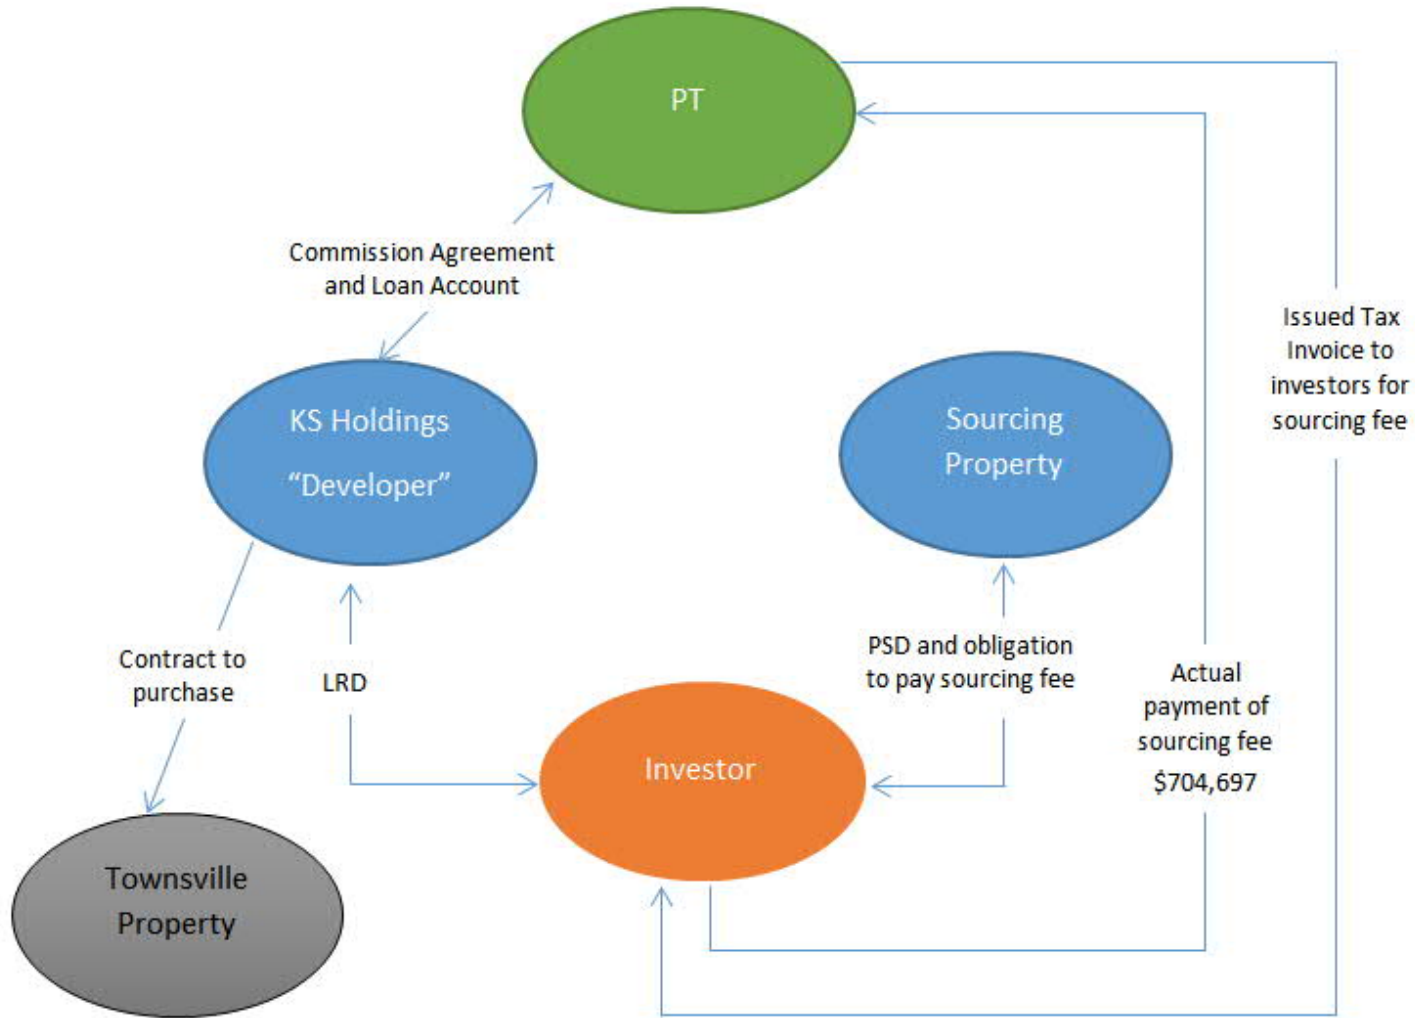 PT
Commission Agreement
and Loan Account
Issued Tax
Invoice to
investors for
sourcing fee
KS Holdings
“Developer”
Sourcing
Property
Contract to
purchase
LRD
PSD and obligation
to pay sourcing fee
Actual
payment of
sourcing fee
$704,697
Investor
Townsville
Property